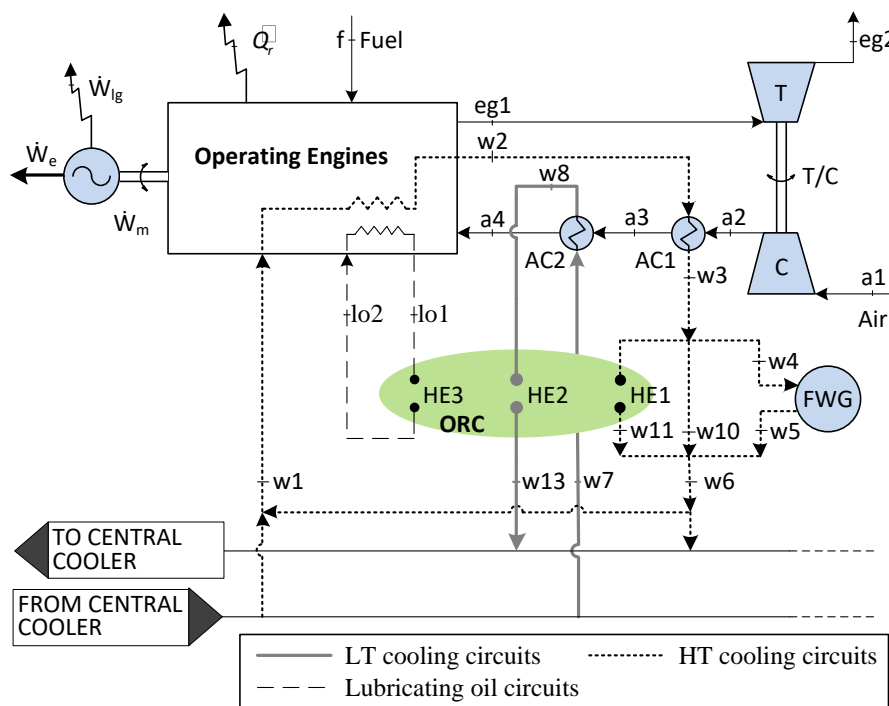 Q̇r
f Fuel
eg2
Ẇlg
T
eg1
w2
Operating Engines
Ẇe
w8
T/C
a4
a3
a2
Ẇm
AC2
AC1
C
w3
a1
Air
lo2
lo1
w4
HE3
HE2
HE1
FWG
ORC
w11
w10
w5
w1
w13
w7
w6
TO CENTRAL
COOLER
FROM CENTRAL
COOLER
LT cooling circuits
HT cooling circuits
Lubricating oil circuits